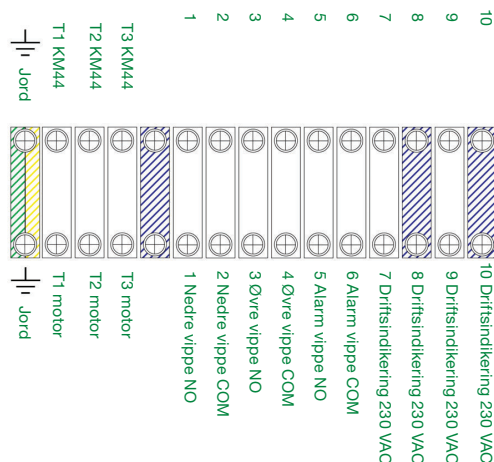 Jord
T1 KM44
T2 KM44
T3 KM44
1
2
3
4
5
6
7
8
9
10
Jord
T1 motor
T2 motor
T3 motor
1 Nedre vippe NO
2 Nedre vippe COM
3 Øvre vippe NO
4 Øvre vippe COM
5 Alarm vippe NO
6 Alarm vippe COM
7 Driftsindikering 230 VAC
8 Driftsindikering 230 VAC
9 Driftsindikering 230 VAC
10 Driftsindikering 230 VAC